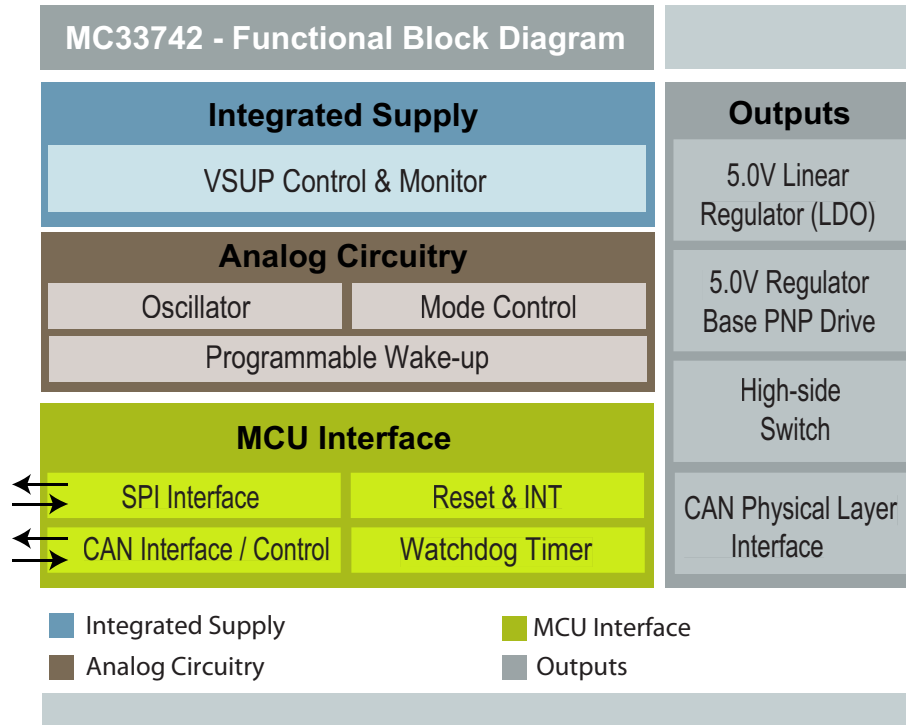 MC33742 - Functional Block Diagram
Integrated Supply
VSUP Control & Monitor
Analog Circuitry
Oscillator
Mode Control
Programmable Wake-up
MCU Interface
SPI Interface
Reset & INT
CAN Interface / Control
Watchdog Timer
Outputs
5.0V Linear
Regulator (LDO)
5.0V Regulator
Base PNP Drive
High-side
Switch
CAN Physical Layer
Interface
Integrated Supply
MCU Interface
Analog Circuitry
Outputs